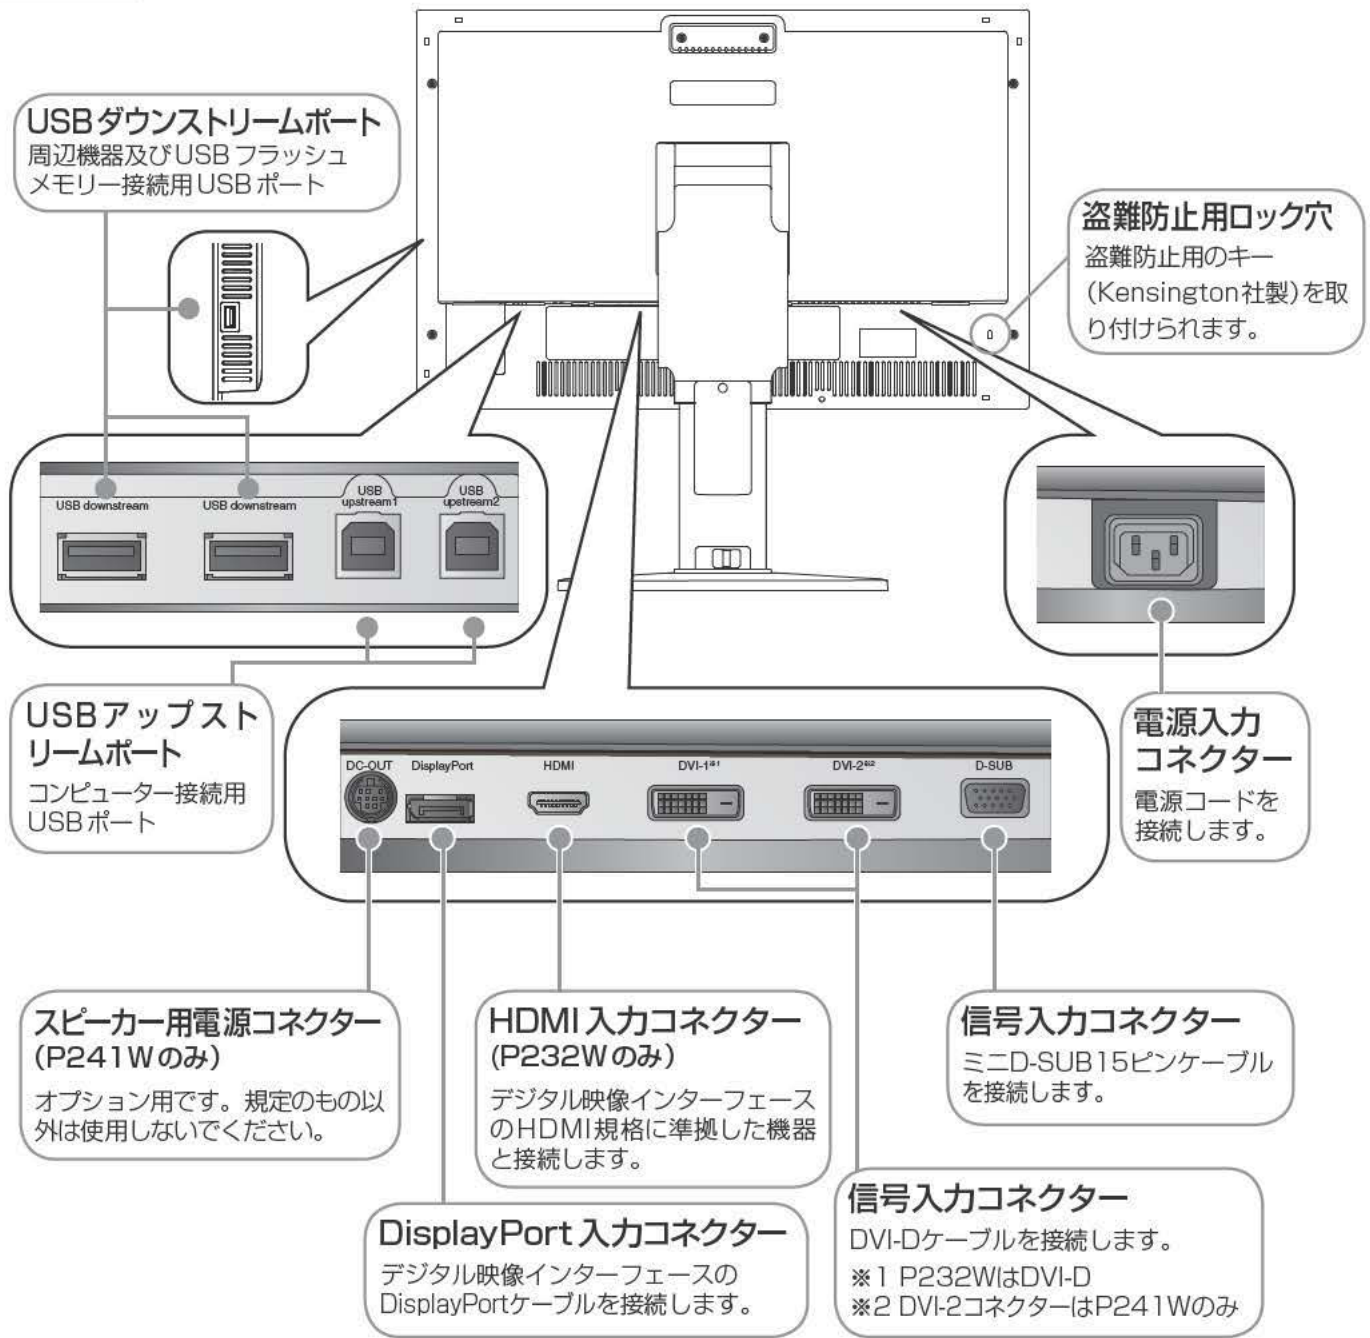 USBダウンストリームポート
周辺機器及びUSBフラッシュ
メモリー接続用USBポート
盗難防止用ロック穴
盗難防止用のキー
(Kensington社製)を取
り付けられます。
USB downstream
USB downstream
USB
upstream1
USB
upstream2
USBアップスト
リームポート
コンピューター接続用
USBポート
電源入力
コネクター
電源コードを
接続します。
DC-OUT DisplayPort HDMI DVI-1※1 DVI-2※2 D-SUB
スピーカー用電源コネクター
(P241Wのみ)
オプション用です。規定のもの以
外は使用しないでください。
HDMI入力コネクター
(P232Wのみ)
デジタル映像インターフェース
のHDMI規格に準拠した機器
と接続します。
信号入力コネクター
ミニD-SUB15ピンケーブル
を接続します。
DisplayPort入力コネクター
デジタル映像インターフェースの
DisplayPortケーブルを接続します。
信号入力コネクター
DVI-Dケーブルを接続します。
※1 P232WはDVI-D
※2 DVI-2コネクターはP241Wのみ